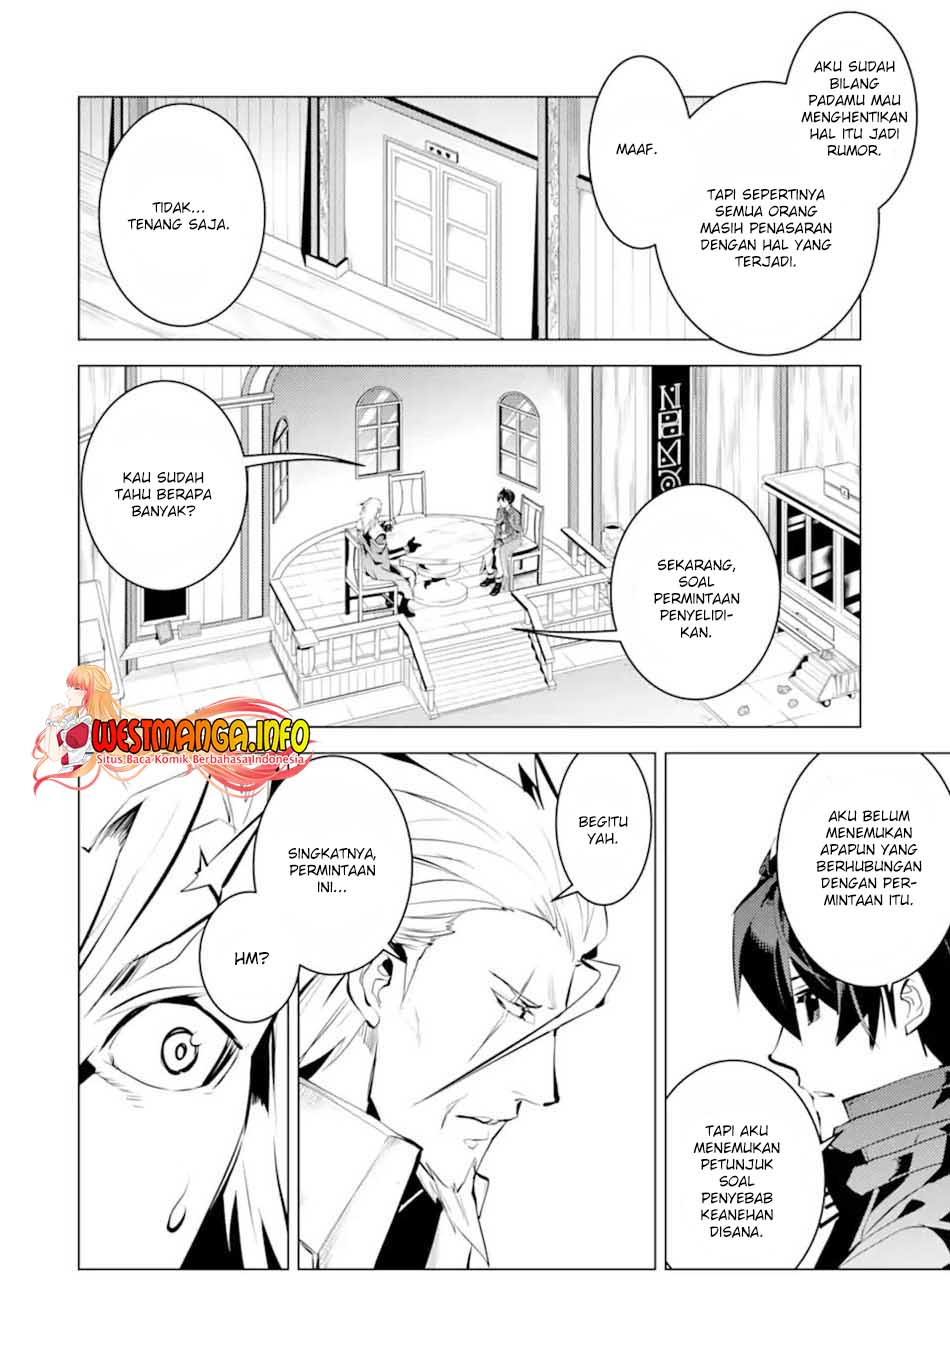 AKU SUDAH
BILANG
PADAMU MAU
MENGHENTIKAN
HAL ITU JADI
RUMOR.
MAAF.
TAPI SEPERTINYA
SEMUA ORANG
MASIH PENASARAN
DENGAN HAL YANG
TERJADI.
TIDAK...
TENANG SAJA.
KAU SUDAH
TAHU BERAPA
BANYAK?
SEKARANG,
SOAL
PERMINTAAN
PENYELIDI-
KAN.
WESTMANGA.INFO
Situs Baca Komik Berbahasa Indonesia
AKU BELUM
MENEMUKAN
APAPUN YANG
BERHUBUNGAN
DENGAN PER-
MINTAAN ITU.
BEGITU
YAH.
TAPI AKU
MENEMUKAN
PETUNJUK
SOAL
PENYEBAB
KEANEHAN
DISANA.
SINGKATNYA,
PERMINTAAN
INI...
HM?